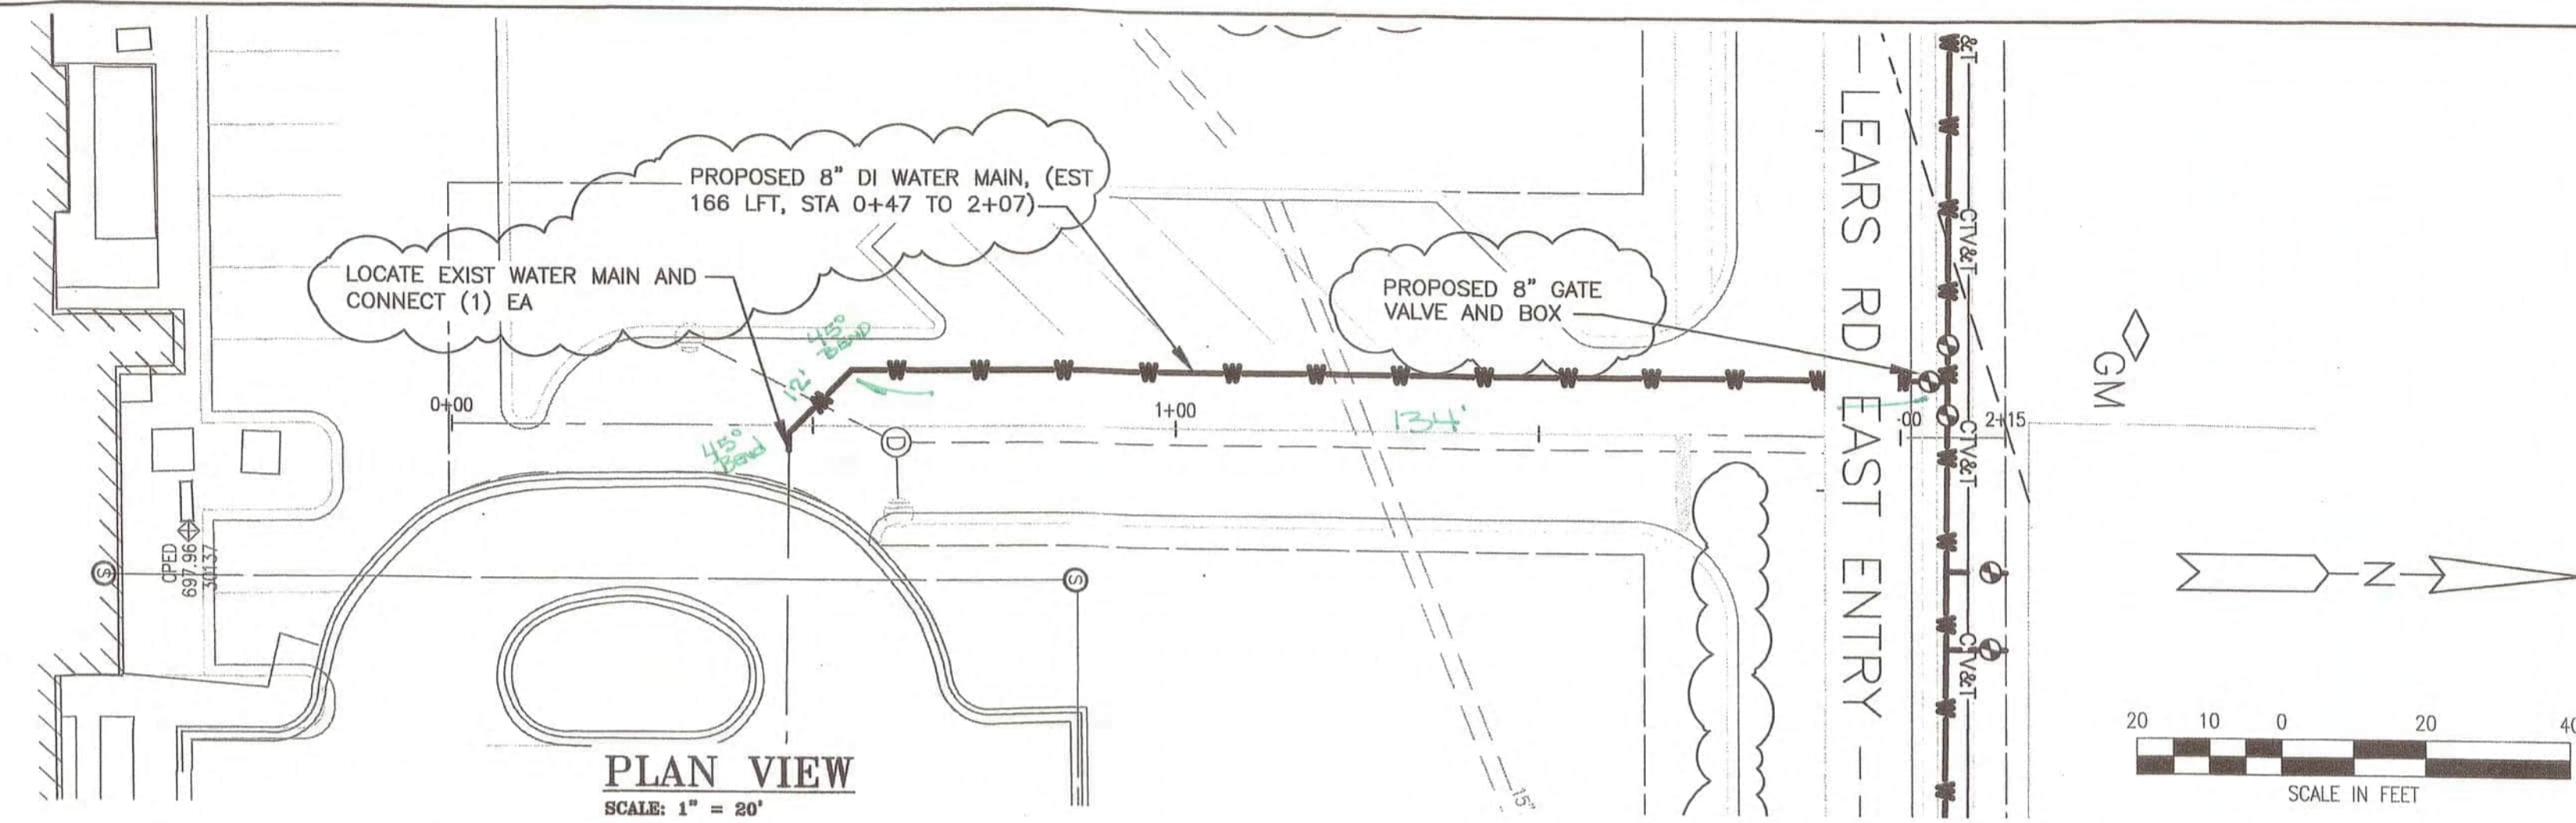 PROPOSED 8" DI WATER MAIN, (EST
166 LFT, STA 0+47 TO 2+07)
LOCATE EXIST WATER MAIN AND
CONNECT (1) EA
PROPOSED 8" GATE
VALVE AND BOX
45°
BEND
12'
45°
Bend
134'
0+00
1+00
-00
2+15
W
W
W
W
W
W
W
W
W
W
W
W
W
W
D
S
S
OPED
697.96
30137
LEARS RD EAST ENTRY
&T
CTV&T
CTV&T
CTV&T
W
W
W
W
W
W
W
W
W
W
GM
N
15"
PLAN VIEW
SCALE: 1" = 20'
20 10 0 20 40
SCALE IN FEET